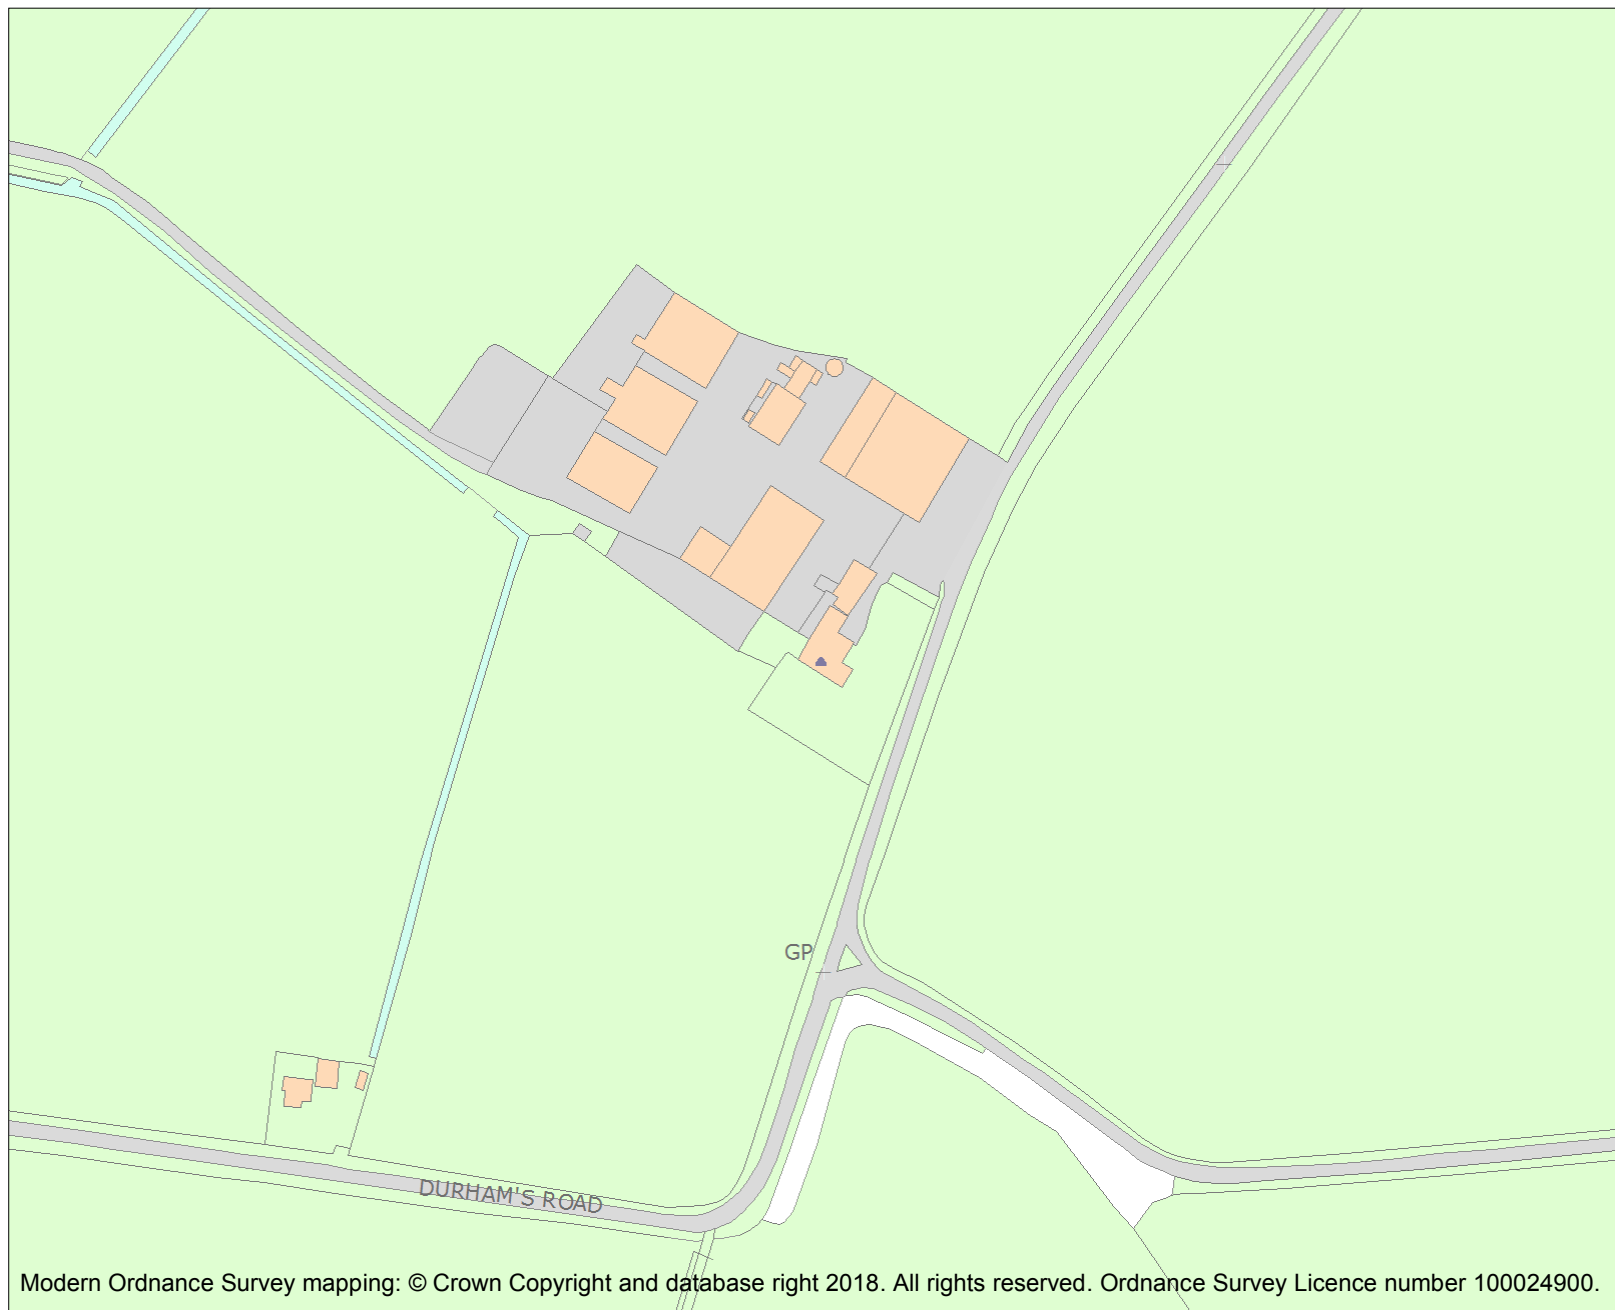 GP
DURHAM'S ROAD
Modern Ordnance Survey mapping: © Crown Copyright and database right 2018. All rights reserved. Ordnance Survey Licence number 100024900.